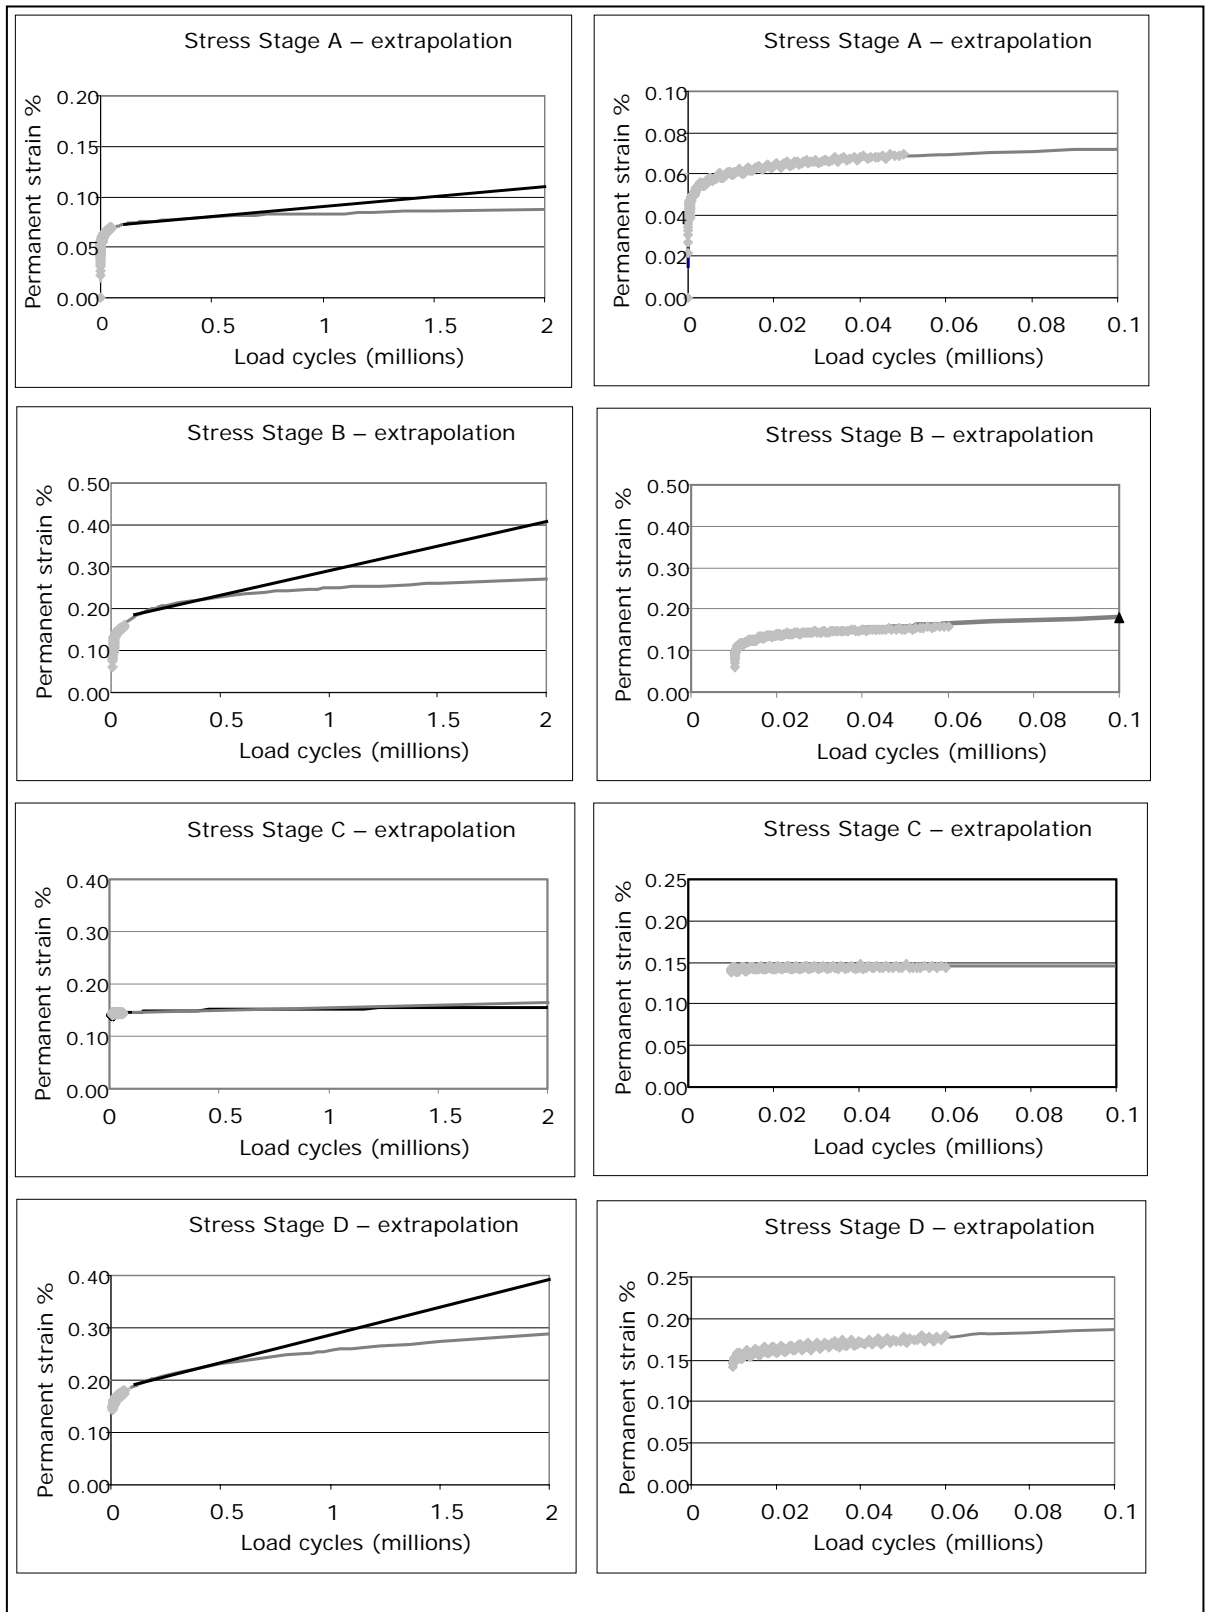 Stress Stage A – extrapolation
Permanent strain %
0.20
0.15
0.10
0.05
0.00
0 0.5 1 1.5 2
Load cycles (millions)
Stress Stage A – extrapolation
Permanent strain %
0.10
0.08
0.06
0.04
0.02
0.00
0 0.02 0.04 0.06 0.08 0.1
Load cycles (millions)
Stress Stage B – extrapolation
Permanent strain %
0.50
0.40
0.30
0.20
0.10
0.00
0 0.5 1 1.5 2
Load cycles (millions)
Stress Stage B – extrapolation
Permanent strain %
0.50
0.40
0.30
0.20
0.10
0.00
0 0.02 0.04 0.06 0.08 0.1
Load cycles (millions)
Stress Stage C – extrapolation
Permanent strain %
0.40
0.30
0.20
0.10
0.00
0 0.5 1 1.5 2
Load cycles (millions)
Stress Stage C – extrapolation
Permanent strain %
0.25
0.20
0.15
0.10
0.05
0.00
0 0.02 0.04 0.06 0.08 0.1
Load cycles (millions)
Stress Stage D – extrapolation
Permanent strain %
0.40
0.30
0.20
0.10
0.00
0 0.5 1 1.5 2
Load cycles (millions)
Stress Stage D – extrapolation
Permanent strain %
0.25
0.20
0.15
0.10
0.05
0.00
0 0.02 0.04 0.06 0.08 0.1
Load cycles (millions)